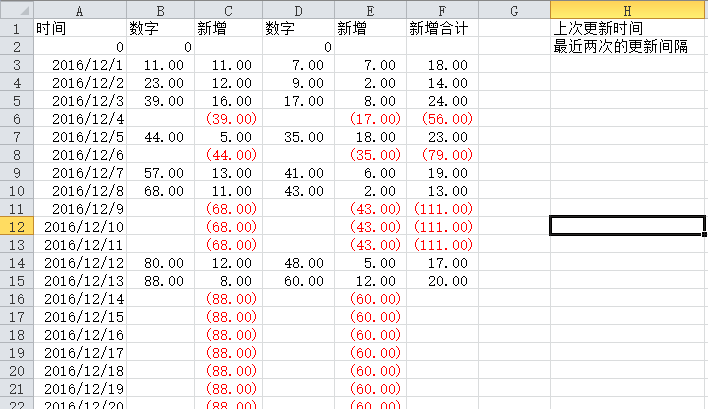 A B C D E F G H
1 时间 数字 新增 数字 新增 新增合计 上次更新时间
2 0 0 0 最近两次的更新间隔
3 2016/12/1 11.00 11.00 7.00 7.00 18.00
4 2016/12/2 23.00 12.00 9.00 2.00 14.00
5 2016/12/3 39.00 16.00 17.00 8.00 24.00
6 2016/12/4 (39.00) (17.00) (56.00)
7 2016/12/5 44.00 5.00 35.00 18.00 23.00
8 2016/12/6 (44.00) (35.00) (79.00)
9 2016/12/7 57.00 13.00 41.00 6.00 19.00
10 2016/12/8 68.00 11.00 43.00 2.00 13.00
11 2016/12/9 (68.00) (43.00) (111.00)
12 2016/12/10 (68.00) (43.00) (111.00)
13 2016/12/11 (68.00) (43.00) (111.00)
14 2016/12/12 80.00 12.00 48.00 5.00 17.00
15 2016/12/13 88.00 8.00 60.00 12.00 20.00
16 2016/12/14 (88.00) (60.00)
17 2016/12/15 (88.00) (60.00)
18 2016/12/16 (88.00) (60.00)
19 2016/12/17 (88.00) (60.00)
20 2016/12/18 (88.00) (60.00)
21 2016/12/19 (88.00) (60.00)
22 2016/12/20 (88.00) (60.00)